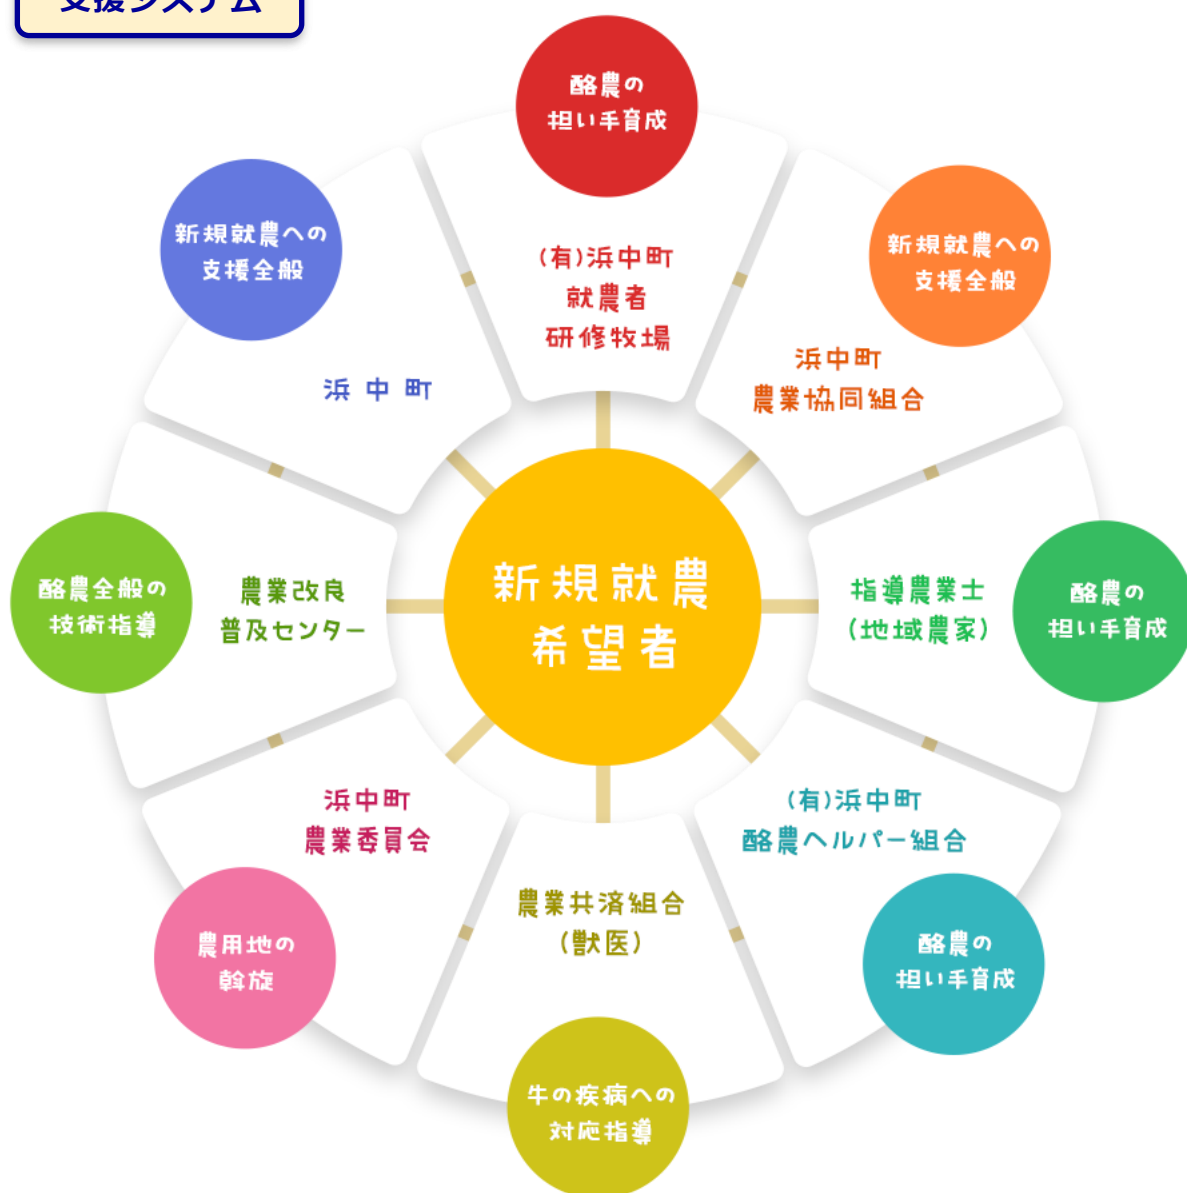 支援システム
酪農の
担い手育成
(有)浜中町
就農者
研修牧場
新規就農への
支援全般
浜中町
農業協同組合
酪農の
担い手育成
指導農業士
(地域農家)
酪農の
担い手育成
(有)浜中町
酪農ヘルパー組合
牛の疾病への
対応指導
農業共済組合
(獣医)
農用地の
斡旋
浜中町
農業委員会
酪農全般の
技術指導
農業改良
普及センター
新規就農への
支援全般
浜中町
新規就農
希望者